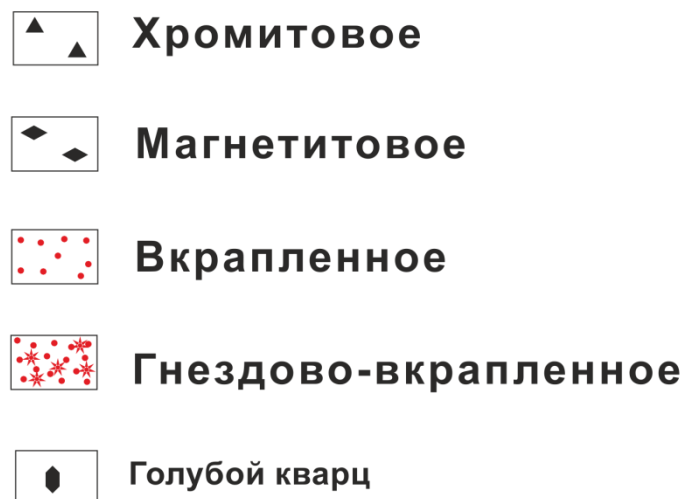 Хромитовое
Магнетитовое
Вкрапленное
Гнездово-вкрапленное
Голубой кварц